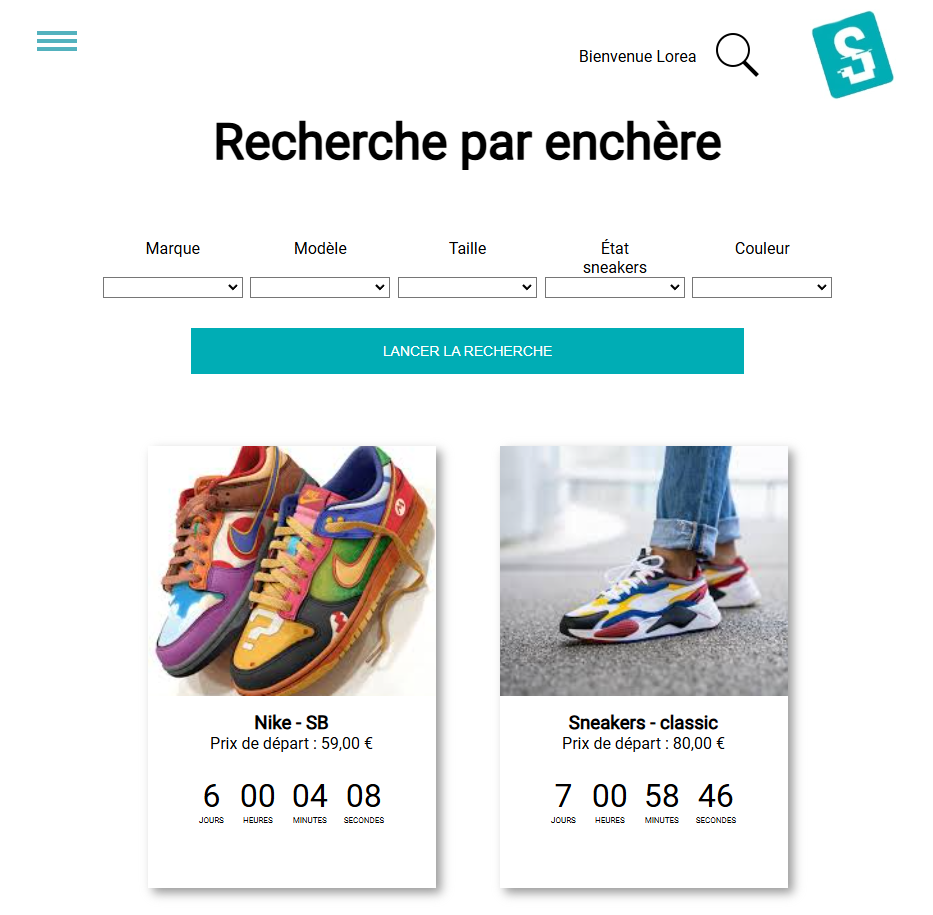 Bienvenue Lorea
Recherche par enchère
Marque
Modèle
Taille
État
sneakers
Couleur
LANCER LA RECHERCHE
Nike - SB
Prix de départ : 59,00 €
6 00 04 08
JOURS HEURES MINUTES SECONDES
Sneakers - classic
Prix de départ : 80,00 €
7 00 58 46
JOURS HEURES MINUTES SECONDES